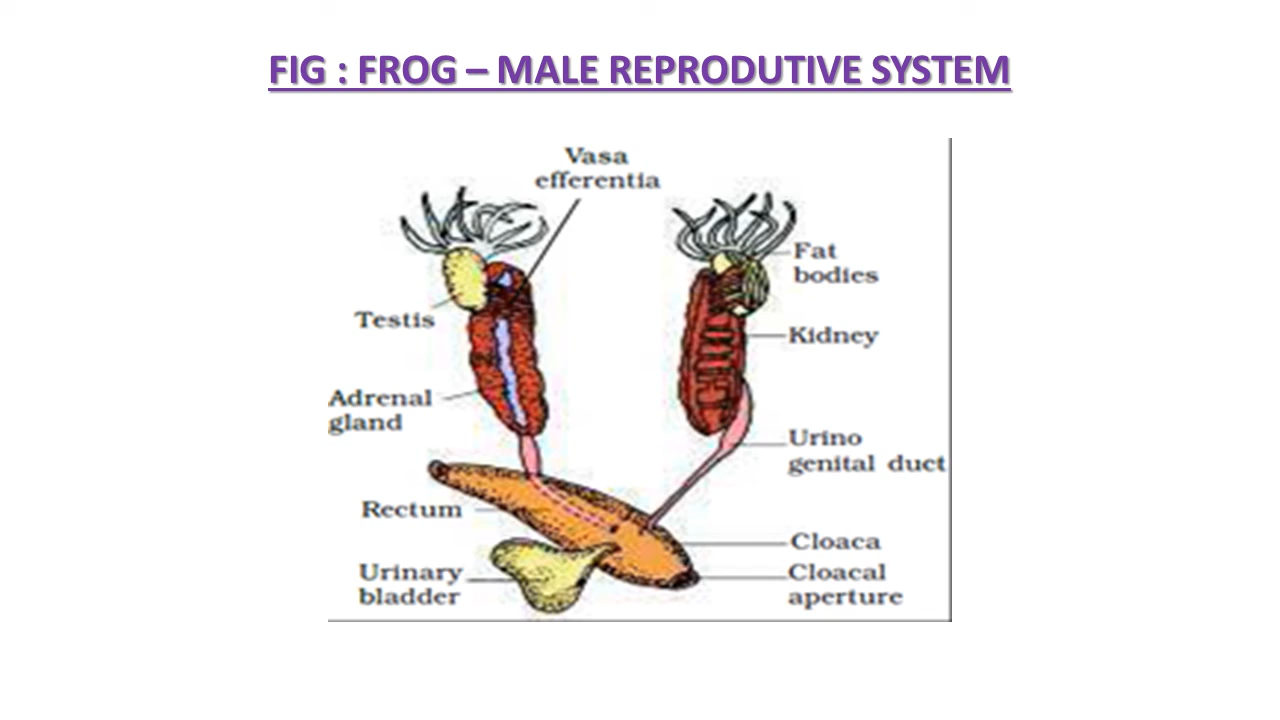 FIG : FROG – MALE REPRODUTIVE SYSTEM
Vasa
efferentia
Fat
bodies
Testis
Kidney
Adrenal
gland
Urino
genital duct
Rectum
Cloaca
Urinary
bladder
Cloacal
aperture